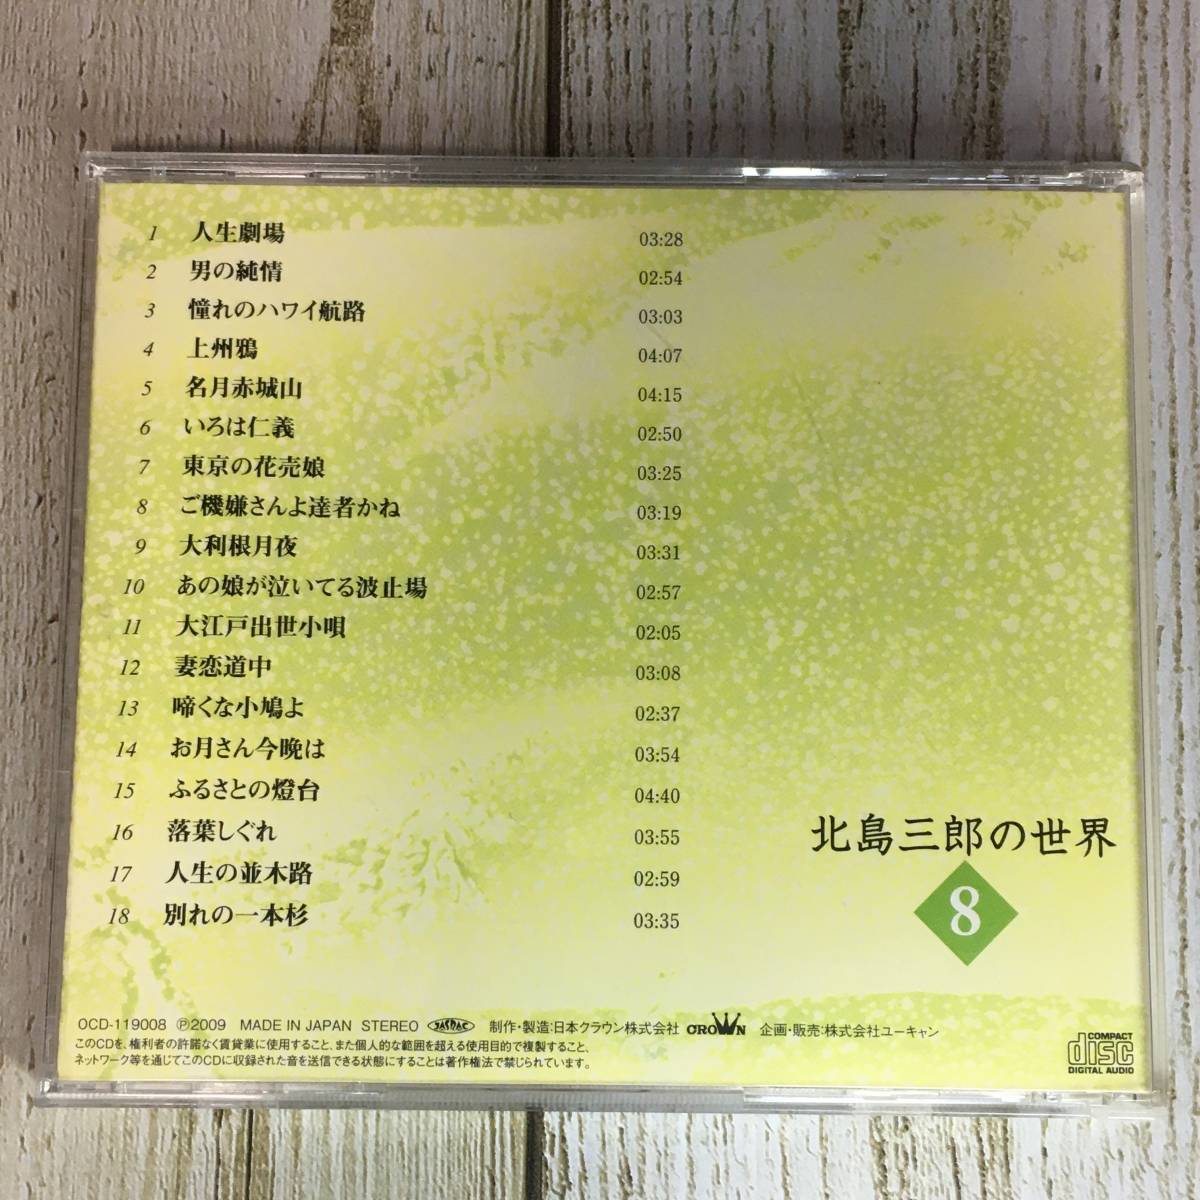 1 人生劇場 03:28
2 男の純情 02:54
3 憧れのハワイ航路 03:03
4 上州鴉 04:07
5 名月赤城山 04:15
6 いろは仁義 02:50
7 東京の花売娘 03:25
8 ご機嫌さんよ達者かね 03:19
9 大利根月夜 03:31
10 あの娘が泣いてる波止場 02:57
11 大江戸出世小唄 02:05
12 妻恋道中 03:08
13 啼くな小鳩よ 02:37
14 お月さん今晩は 03:54
15 ふるさとの燈台 04:40
16 落葉しぐれ 03:55
17 人生の並木路 02:59
18 別れの一本杉 03:35
北島三郎の世界
8
OCD-119008 ℗2009 MADE IN JAPAN STEREO JASRAC 制作・製造:日本クラウン株式会社 CROWN 企画・販売:株式会社ユーキャン
このCDを、権利者の許諾なく賃貸業に使用すること、また個人的な範囲を超える使用目的で複製すること、
ネットワーク等を通じてこのCDに収録された音を送信できる状態にすることは著作権法で禁じられています。
COMPACT
disc
DIGITAL AUDIO